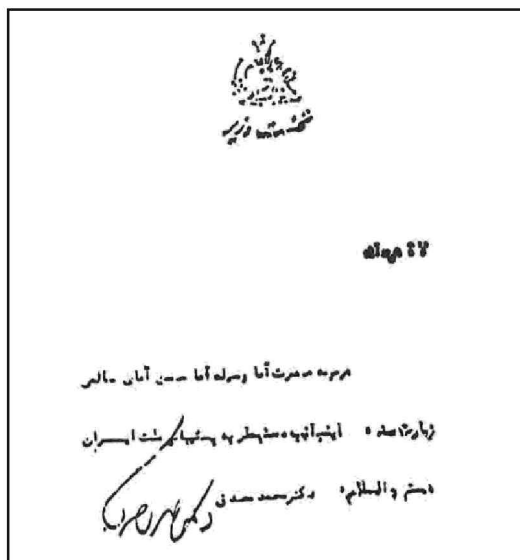 نخست وزیر
۲۷ مرداد
مرقومه حضرت آقا وسیله آقا حسن آقای سالمی
زیارت شد اینجانب مستظهر به پشتیبانی ملت ایران
هستم والسلام دکتر محمد مصدق